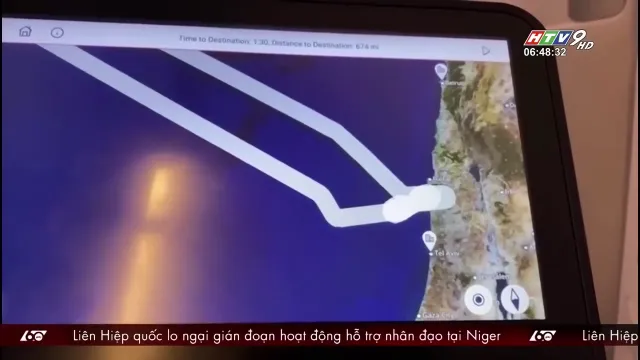 Time to Destination: 1:30, Distance to Destination: 674 mi
HTV9 HD
06:48:32
Tel Aviv
Gaza
60 Liên Hiệp quốc lo ngại gián đoạn hoạt động hỗ trợ nhân đạo tại Niger 60 Liên Hiệp